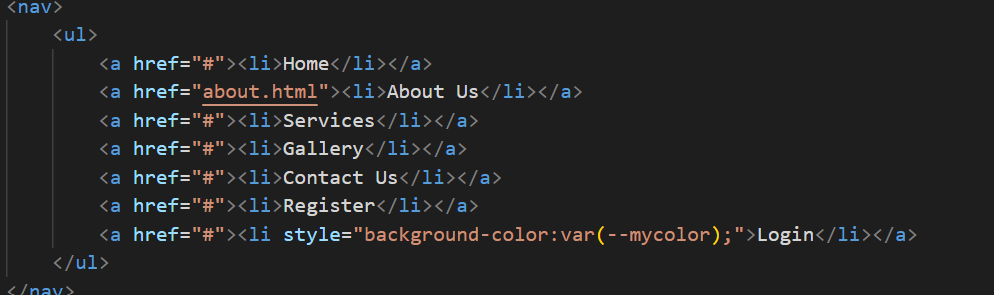 <nav>
<ul>
<a href="#"><li>Home</li></a>
<a href="about.html"><li>About Us</li></a>
<a href="#"><li>Services</li></a>
<a href="#"><li>Gallery</li></a>
<a href="#"><li>Contact Us</li></a>
<a href="#"><li>Register</li></a>
<a href="#"><li style="background-color:var(--mycolor);">Login</li></a>
</ul>
</nav>